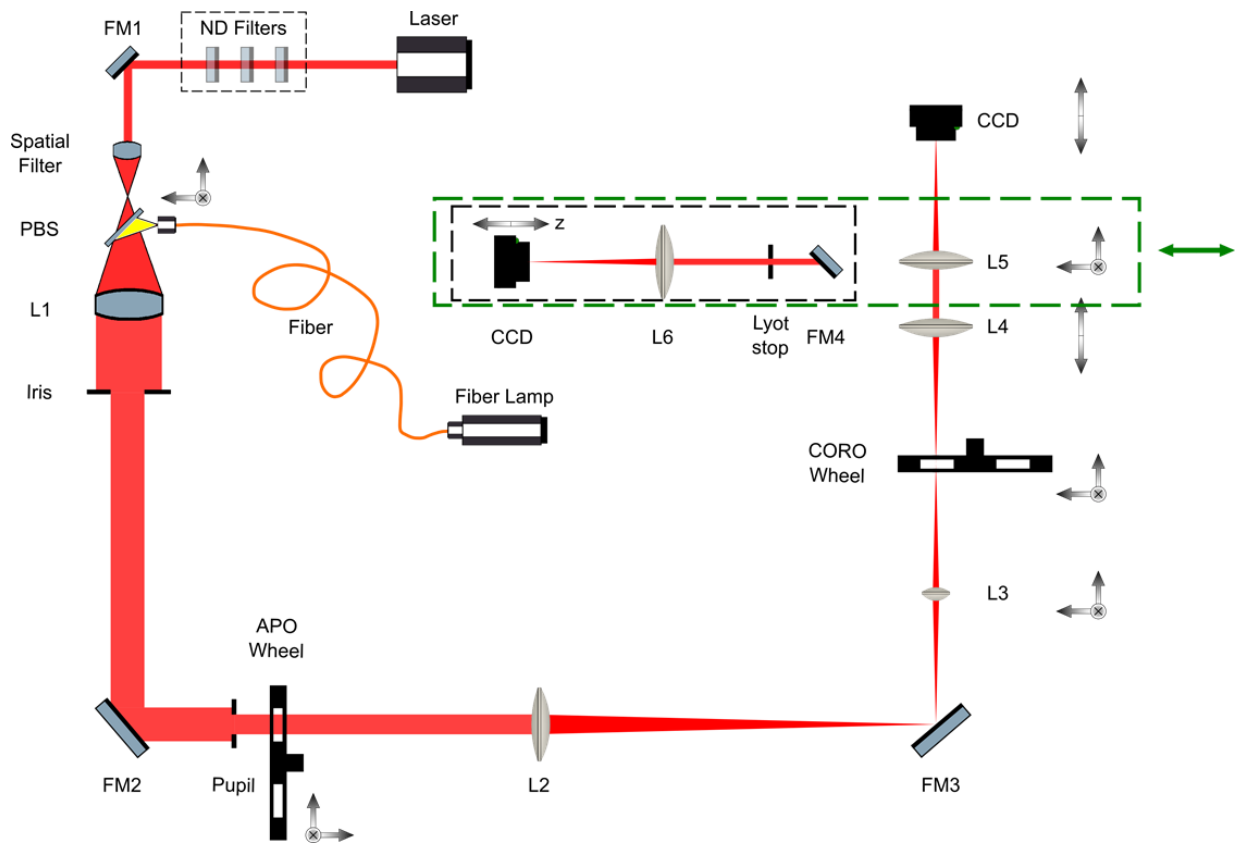 FM1
ND Filters
Laser
Spatial
Filter
CCD
PBS
z
L5
L1
Fiber
CCD
L6
Lyot
stop
FM4
L4
Iris
Fiber Lamp
CORO
Wheel
L3
APO
Wheel
FM2
Pupil
L2
FM3